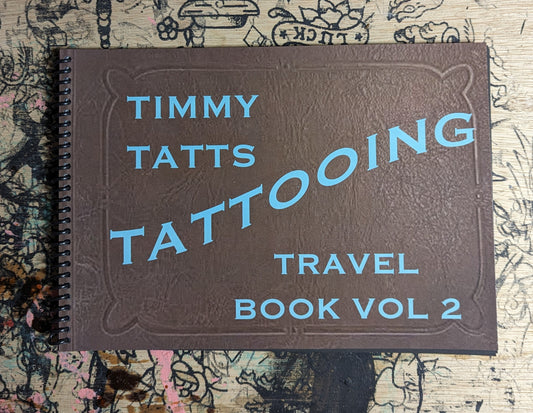 TIMMY
TATTS
TATTOOING
TRAVEL
BOOK VOL 2
LUCK